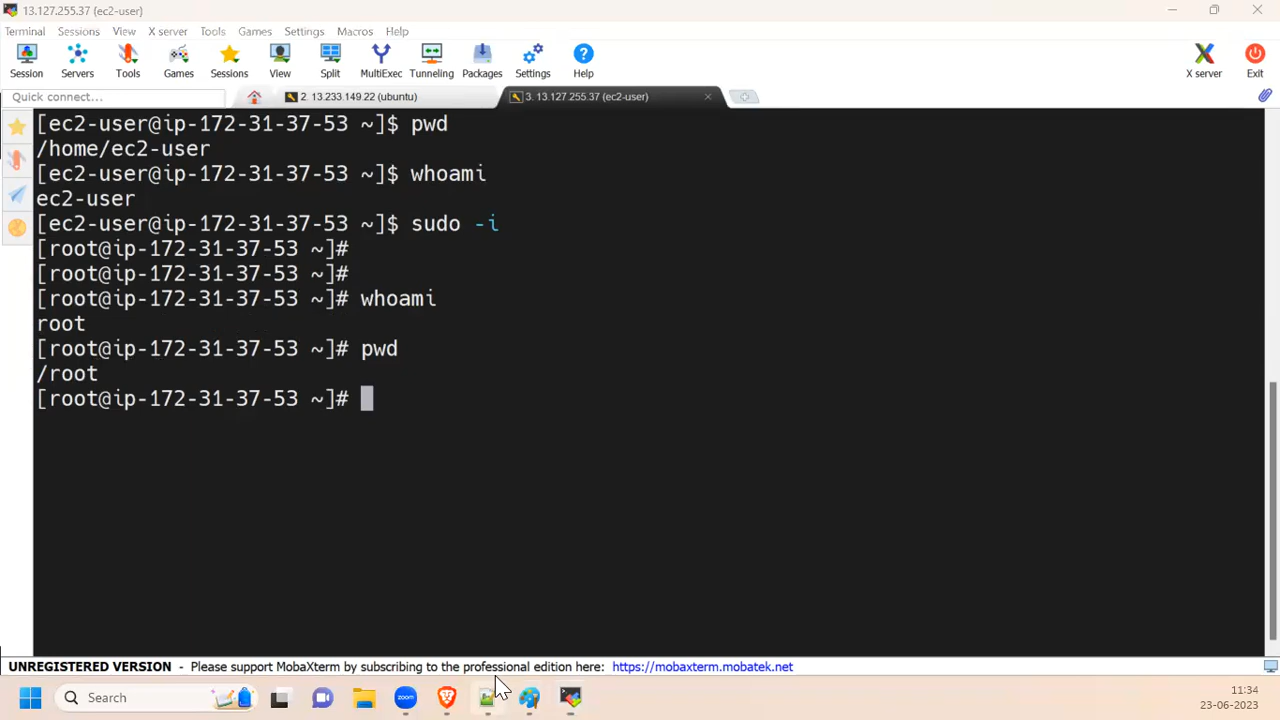 13.127.255.37 (ec2-user)
Terminal Sessions View X server Tools Games Settings Macros Help
Session Servers Tools Games Sessions View Split MultiExec Tunneling Packages Settings Help X server Exit
Quick connect... 2. 13.233.149.22 (ubuntu) 3. 13.127.255.37 (ec2-user)
[ec2-user@ip-172-31-37-53 ~]$ pwd
/home/ec2-user
[ec2-user@ip-172-31-37-53 ~]$ whoami
ec2-user
[ec2-user@ip-172-31-37-53 ~]$ sudo -i
[root@ip-172-31-37-53 ~]#
[root@ip-172-31-37-53 ~]#
[root@ip-172-31-37-53 ~]# whoami
root
[root@ip-172-31-37-53 ~]# pwd
/root
[root@ip-172-31-37-53 ~]#
UNREGISTERED VERSION - Please support MobaXterm by subscribing to the professional edition here: https://mobaxterm.mobatek.net
Search zoom 11:34
23-06-2023